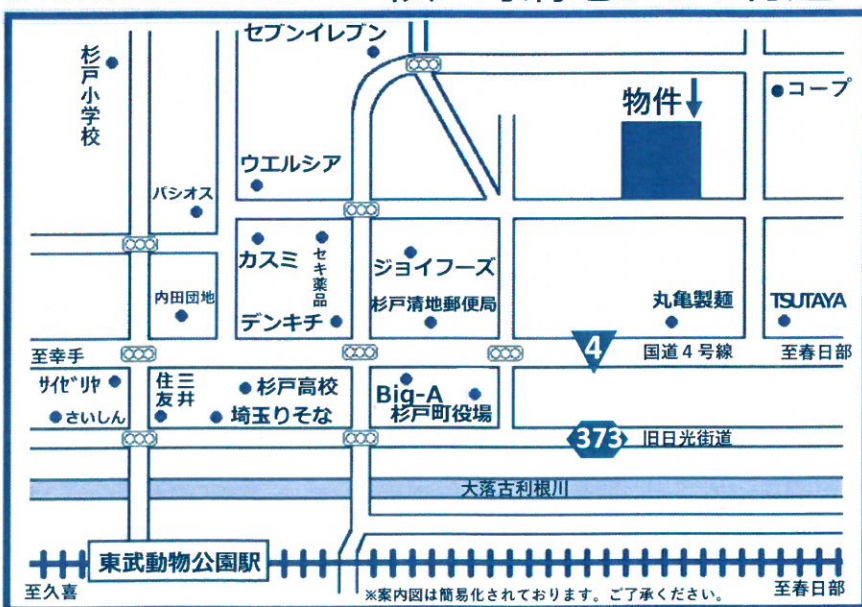 セブンイレブン
杉戸小学校
物件
コープ
ウエルシア
パシオス
カスミ
セキ薬品
ジョイフーズ
内田団地
デンキチ
杉戸清地郵便局
丸亀製麺
TSUTAYA
至幸手
4
国道4号線
至春日部
サイゼリヤ
三井
住友
杉戸高校
Big-A
さいしん
埼玉りそな
杉戸町役場
373
旧日光街道
大落古利根川
東武動物公園駅
至久喜
※案内図は簡易化されております。ご了承ください。
至春日部